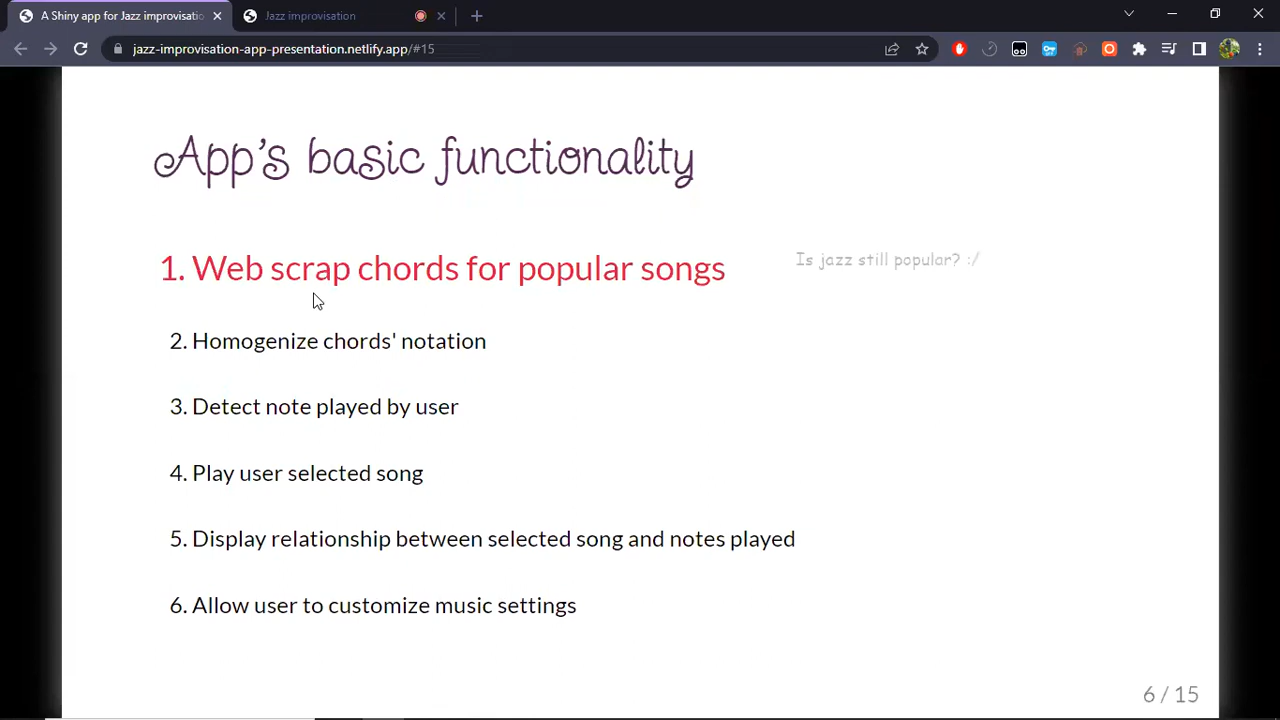 A Shiny app for Jazz improvisatio
Jazz improvisation
jazz-improvisation-app-presentation.netlify.app/#15
App's basic functionality
1. Web scrap chords for popular songs
Is jazz still popular? :/
2. Homogenize chords' notation
3. Detect note played by user
4. Play user selected song
5. Display relationship between selected song and notes played
6. Allow user to customize music settings
6 / 15